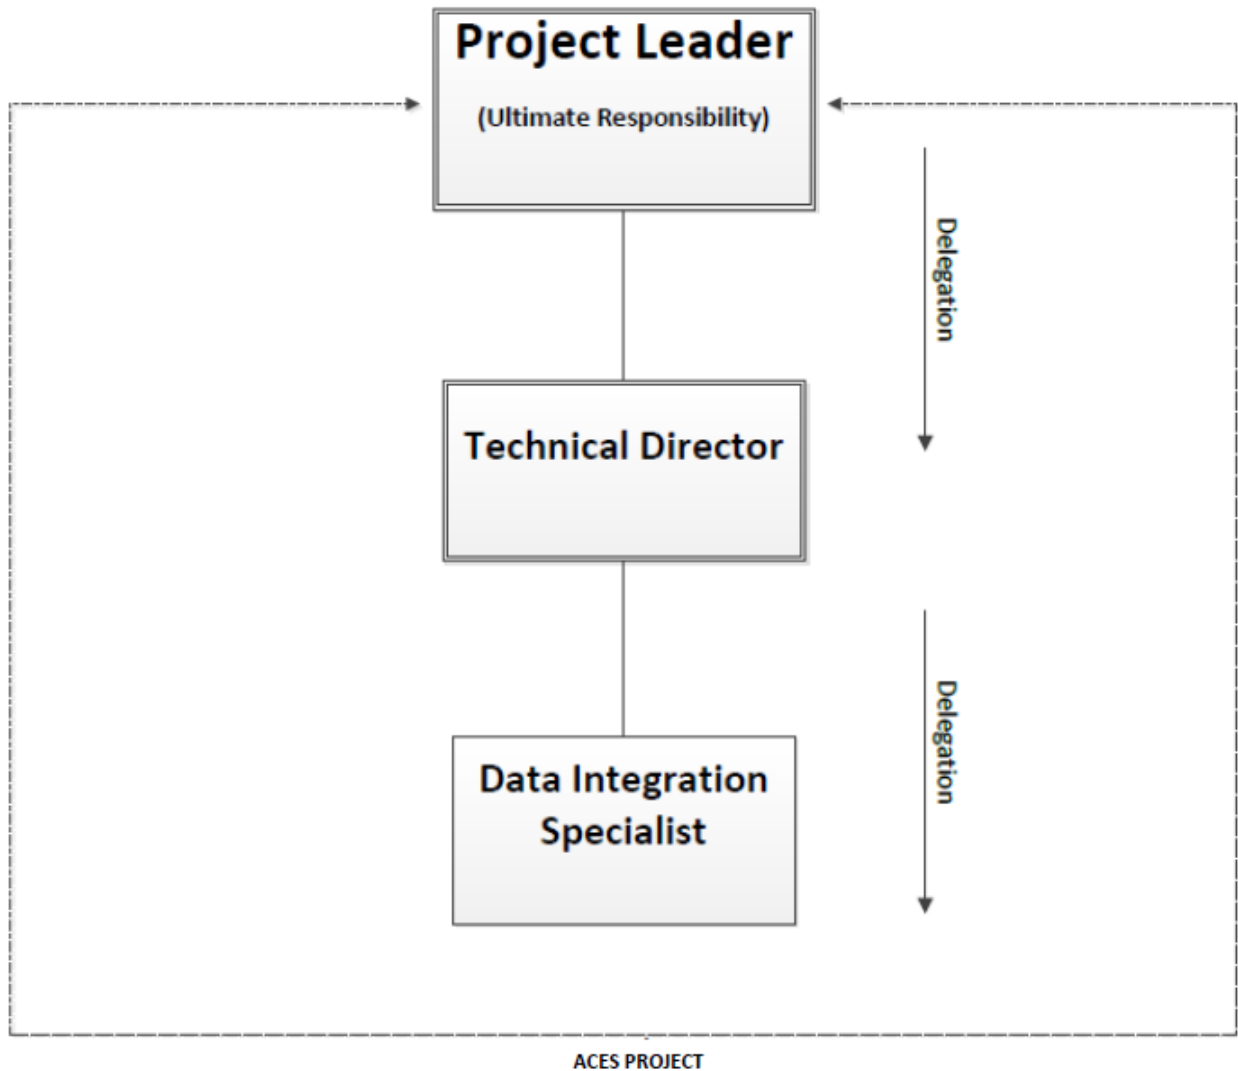 Project Leader
(Ultimate Responsibility)
Delegation
Technical Director
Delegation
Data Integration
Specialist
ACES PROJECT